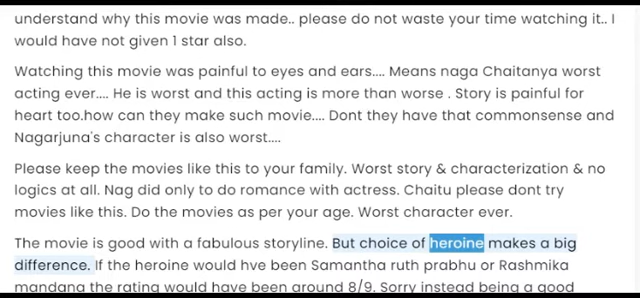 understand why this movie was made.. please do not waste your time watching it.. I
would have not given 1 star also.
Watching this movie was painful to eyes and ears.... Means naga Chaitanya worst
acting ever.... He is worst and this acting is more than worse . Story is painful for
heart too.how can they make such movie.... Dont they have that commonsense and
Nagarjuna's character is also worst....
Please keep the movies like this to your family. Worst story & characterization & no
logics at all. Nag did only to do romance with actress. Chaitu please dont try
movies like this. Do the movies as per your age. Worst character ever.
The movie is good with a fabulous storyline. But choice of heroine makes a big
difference. If the heroine would hve been Samantha ruth prabhu or Rashmika
mandana the rating would have been around 8/9. Sorry instead being a good